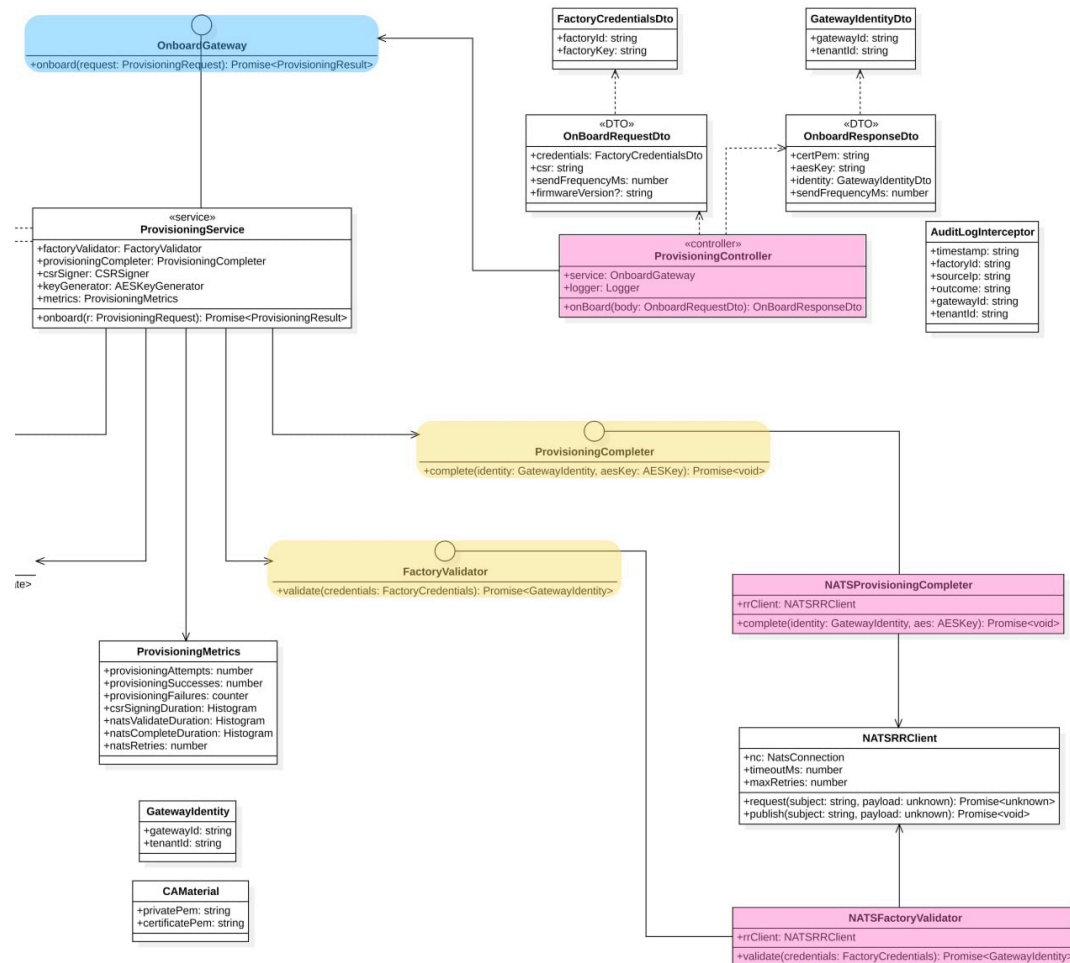 OnboardGateway
+onboard(request: ProvisioningRequest): Promise<ProvisioningResult>
FactoryCredentialsDto
+factoryId: string
+factoryKey: string
GatewayIdentityDto
+gatewayId: string
+tenantId: string
«DTO»
OnBoardRequestDto
+credentials: FactoryCredentialsDto
+csr: string
+sendFrequencyMs: number
+firmwareVersion?: string
«DTO»
OnboardResponseDto
+certPem: string
+aesKey: string
+identity: GatewayIdentityDto
+sendFrequencyMs: number
«service»
ProvisioningService
+factoryValidator: FactoryValidator
+provisioningCompleter: ProvisioningCompleter
+csrSigner: CSRSigner
+keyGenerator: AESKeyGenerator
+metrics: ProvisioningMetrics
+onboard(r: ProvisioningRequest): Promise<ProvisioningResult>
«controller»
ProvisioningController
+service: OnboardGateway
+logger: Logger
+onBoard(body: OnboardRequestDto): OnBoardResponseDto
AuditLogInterceptor
+timestamp: string
+factoryId: string
+sourceIp: string
+outcome: string
+gatewayId: string
+tenantId: string
ProvisioningCompleter
+complete(identity: GatewayIdentity, aesKey: AESKey): Promise<void>
FactoryValidator
+validate(credentials: FactoryCredentials): Promise<GatewayIdentity>
NATSProvisioningCompleter
+rrClient: NATSRRClient
+complete(identity: GatewayIdentity, aes: AESKey): Promise<void>
ProvisioningMetrics
+provisioningAttempts: number
+provisioningSuccesses: number
+provisioningFailures: counter
+csrSigningDuration: Histogram
+natsValidateDuration: Histogram
+natsCompleteDuration: Histogram
+natsRetries: number
NATSRRClient
+nc: NatsConnection
+timeoutMs: number
+maxRetries: number
+request(subject: string, payload: unknown): Promise<unknown>
+publish(subject: string, payload: unknown): Promise<void>
GatewayIdentity
+gatewayId: string
+tenantId: string
CAMaterial
+privatePem: string
+certificatePem: string
NATSFactoryValidator
+rrClient: NATSRRClient
+validate(credentials: FactoryCredentials): Promise<GatewayIdentity>